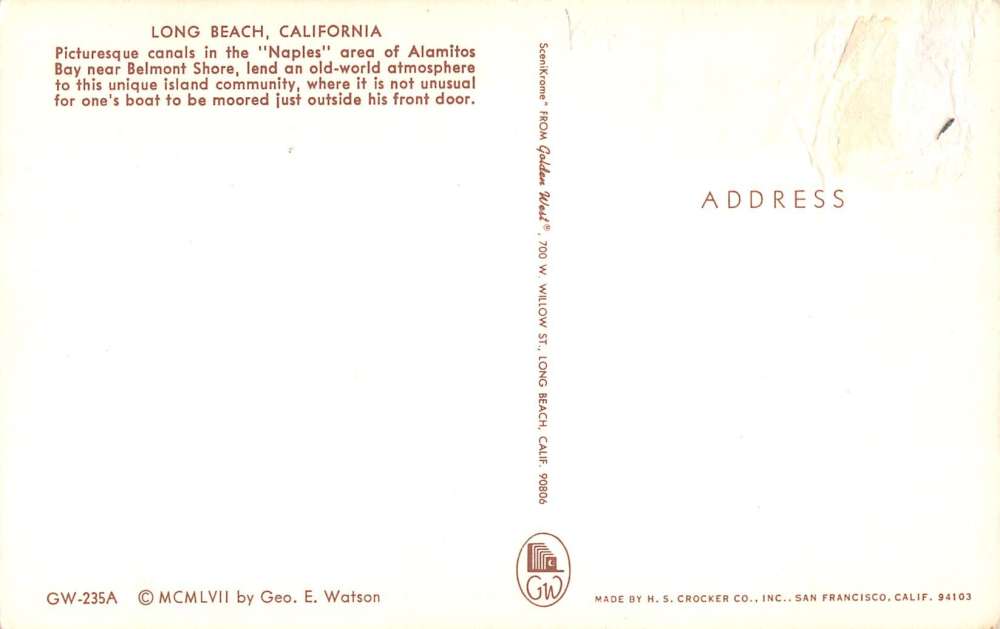 LONG BEACH, CALIFORNIA
Picturesque canals in the "Naples" area of Alamitos
Bay near Belmont Shore, lend an old-world atmosphere
to this unique island community, where it is not unusual
for one's boat to be moored just outside his front door.
SceniKrome® FROM Golden West®, 700 W. WILLOW ST., LONG BEACH, CALIF. 90806
ADDRESS
GW
GW-235A © MCMLVII by Geo. E. Watson
MADE BY H. S. CROCKER CO., INC., SAN FRANCISCO, CALIF. 94103